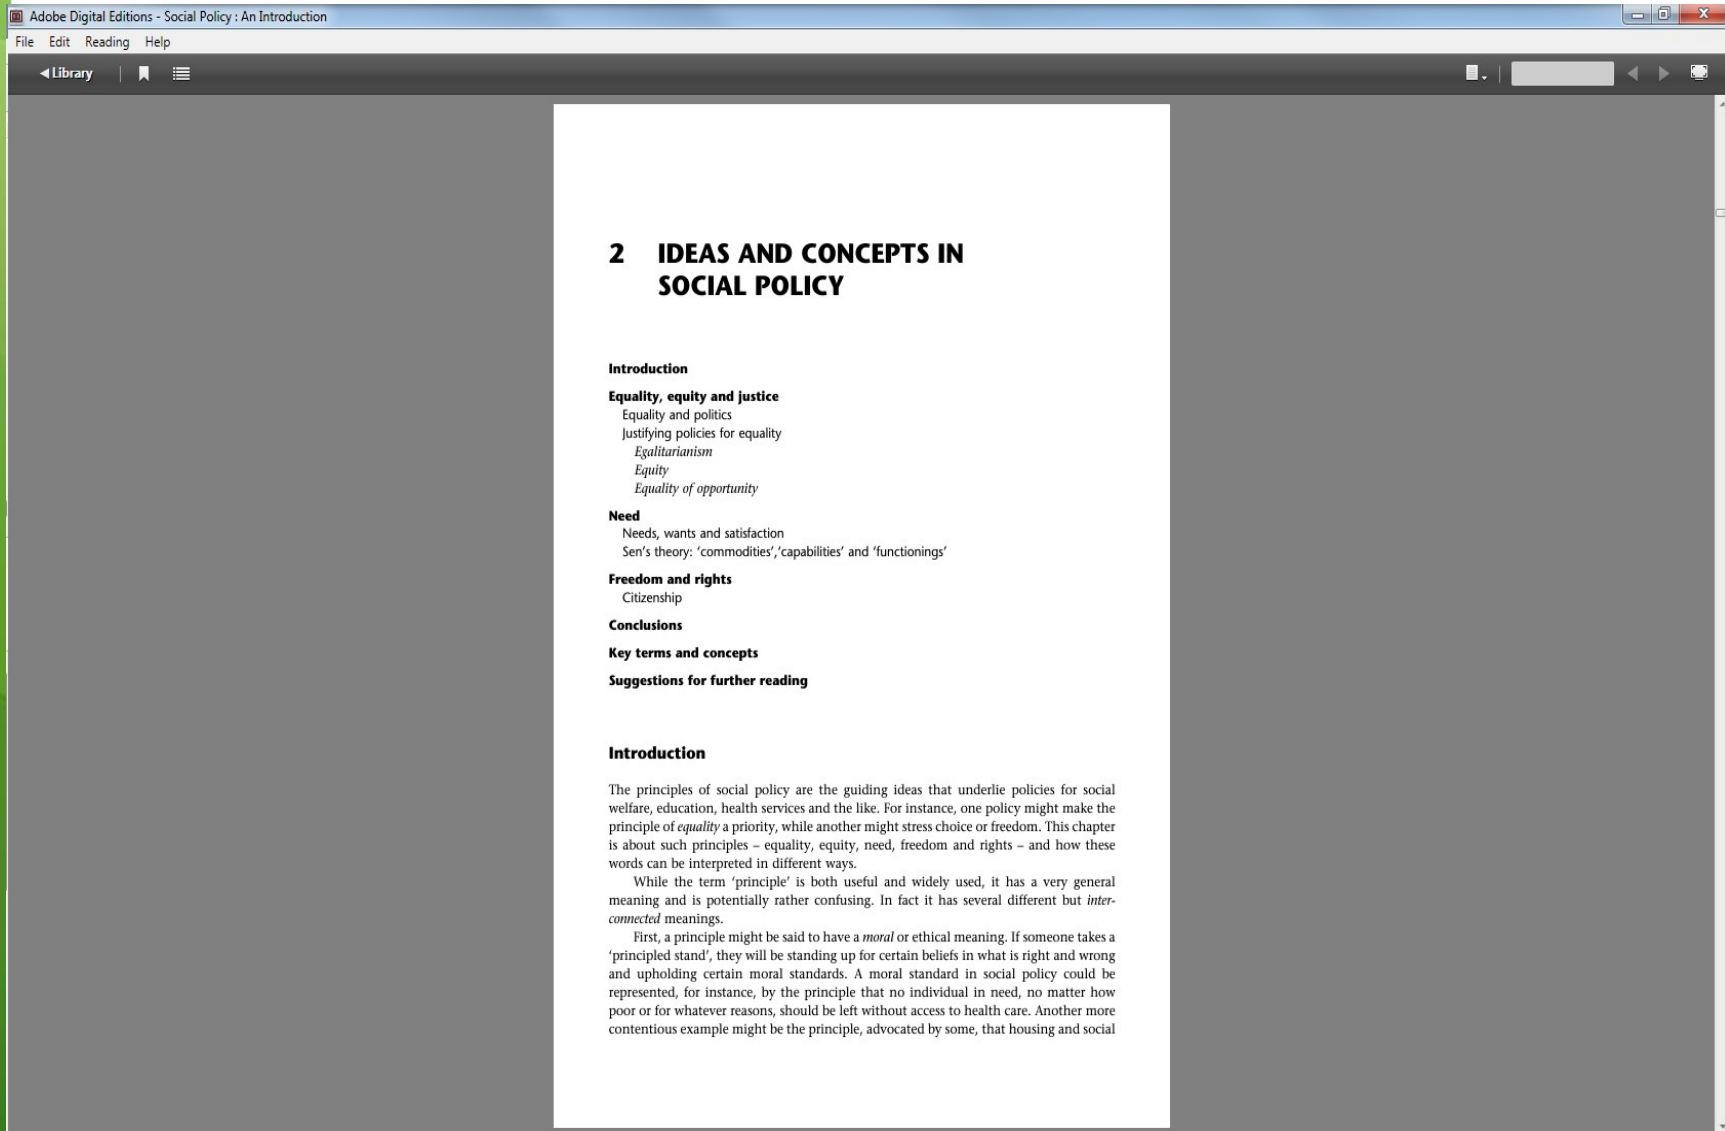 Adobe Digital Editions - Social Policy : An Introduction
File Edit Reading Help
Library
2 IDEAS AND CONCEPTS IN
SOCIAL POLICY
Introduction
Equality, equity and justice
Equality and politics
Justifying policies for equality
Egalitarianism
Equity
Equality of opportunity
Need
Needs, wants and satisfaction
Sen's theory: ‘commodities’,‘capabilities’ and ‘functionings’
Freedom and rights
Citizenship
Conclusions
Key terms and concepts
Suggestions for further reading
Introduction
The principles of social policy are the guiding ideas that underlie policies for social
welfare, education, health services and the like. For instance, one policy might make the
principle of equality a priority, while another might stress choice or freedom. This chapter
is about such principles – equality, equity, need, freedom and rights – and how these
words can be interpreted in different ways.
While the term ‘principle’ is both useful and widely used, it has a very general
meaning and is potentially rather confusing. In fact it has several different but inter-
connected meanings.
First, a principle might be said to have a moral or ethical meaning. If someone takes a
‘principled stand’, they will be standing up for certain beliefs in what is right and wrong
and upholding certain moral standards. A moral standard in social policy could be
represented, for instance, by the principle that no individual in need, no matter how
poor or for whatever reasons, should be left without access to health care. Another more
contentious example might be the principle, advocated by some, that housing and social